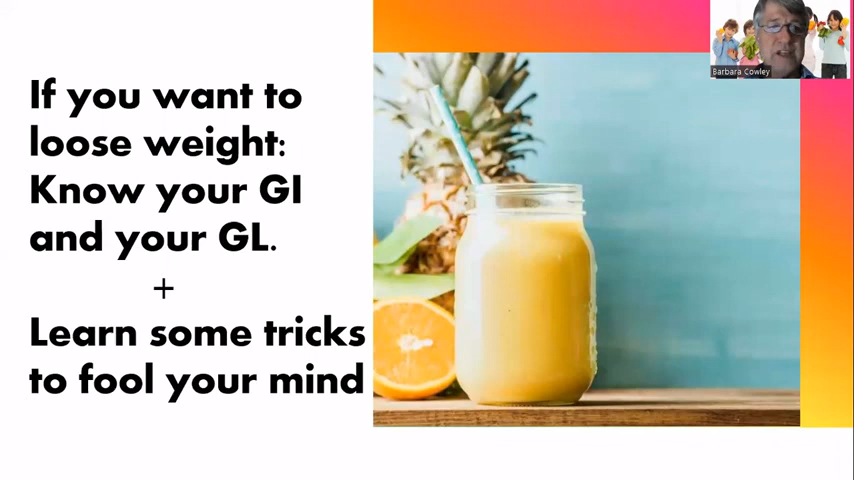 If you want to
loose weight:
Know your GI
and your GL.
+
Learn some tricks
to fool your mind
Barbara Cowley